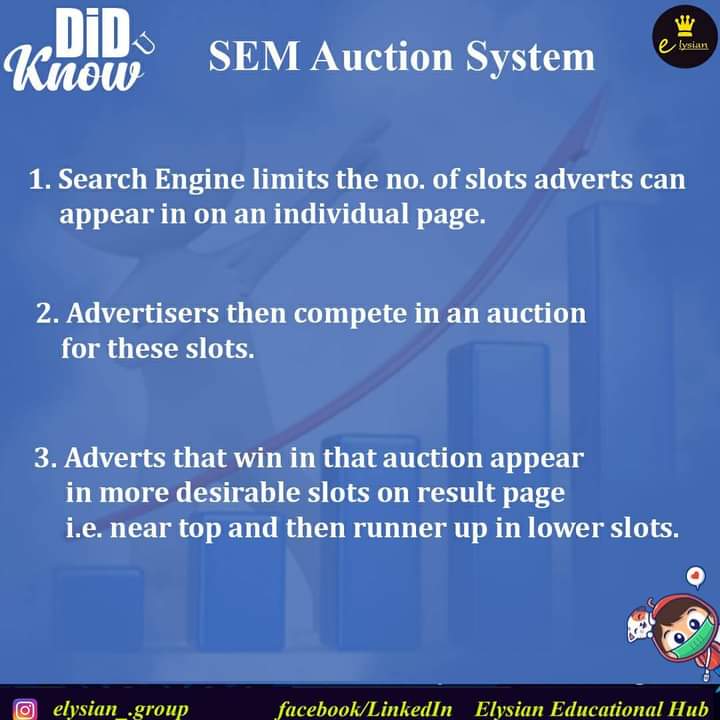 DiD U
Know
SEM Auction System
e lysian
1. Search Engine limits the no. of slots adverts can
appear in on an individual page.
2. Advertisers then compete in an auction
for these slots.
3. Adverts that win in that auction appear
in more desirable slots on result page
i.e. near top and then runner up in lower slots.
elysian_.group facebook/LinkedIn Elysian Educational Hub